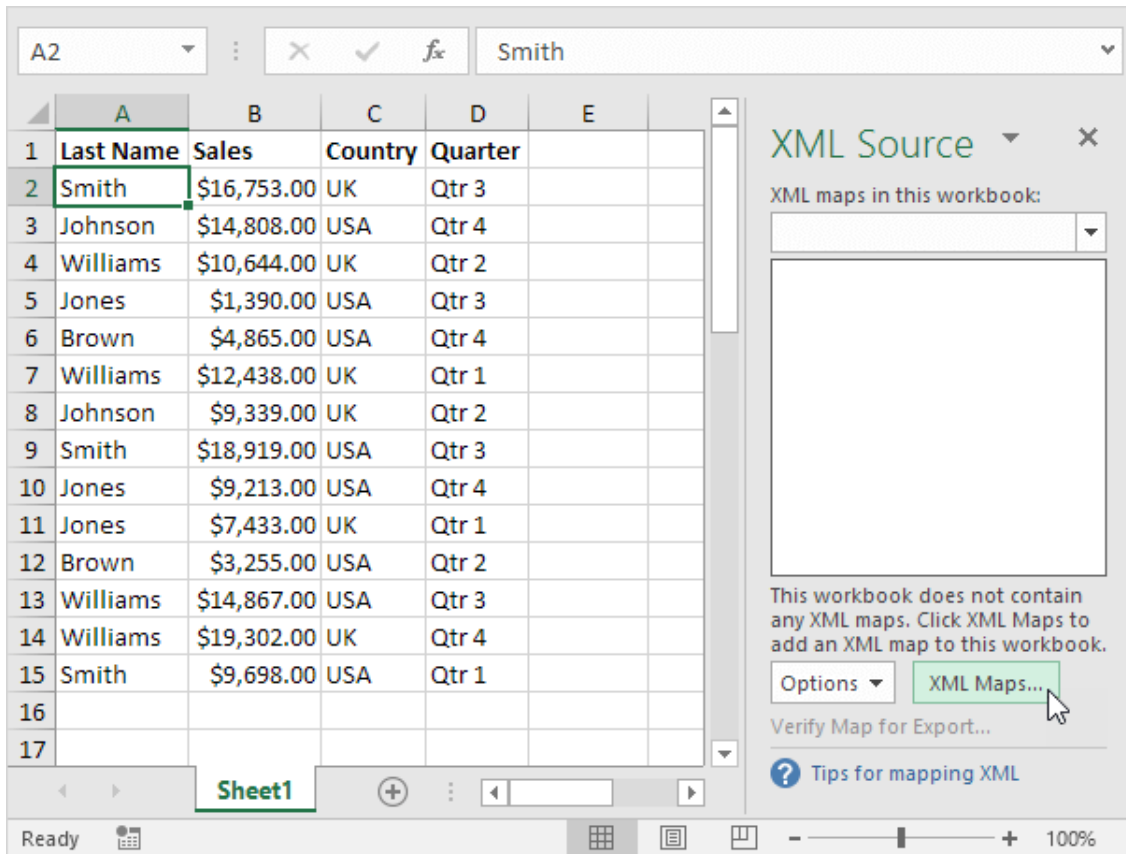 A2 fx Smith
A B C D E
1 Last Name Sales Country Quarter
2 Smith $16,753.00 UK Qtr 3
3 Johnson $14,808.00 USA Qtr 4
4 Williams $10,644.00 UK Qtr 2
5 Jones $1,390.00 USA Qtr 3
6 Brown $4,865.00 USA Qtr 4
7 Williams $12,438.00 UK Qtr 1
8 Johnson $9,339.00 UK Qtr 2
9 Smith $18,919.00 USA Qtr 3
10 Jones $9,213.00 USA Qtr 4
11 Jones $7,433.00 UK Qtr 1
12 Brown $3,255.00 USA Qtr 2
13 Williams $14,867.00 USA Qtr 3
14 Williams $19,302.00 UK Qtr 4
15 Smith $9,698.00 USA Qtr 1
16
17
Sheet1
XML Source
XML maps in this workbook:
This workbook does not contain
any XML maps. Click XML Maps to
add an XML map to this workbook.
Options XML Maps...
Verify Map for Export...
? Tips for mapping XML
Ready 100%